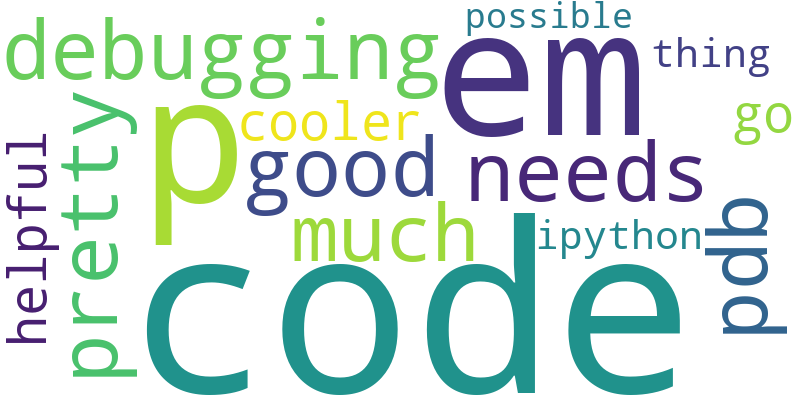 possible
debugging
em
thing
p
cooler
go
pretty
good
needs
helpful
much
ipython
pdb
code